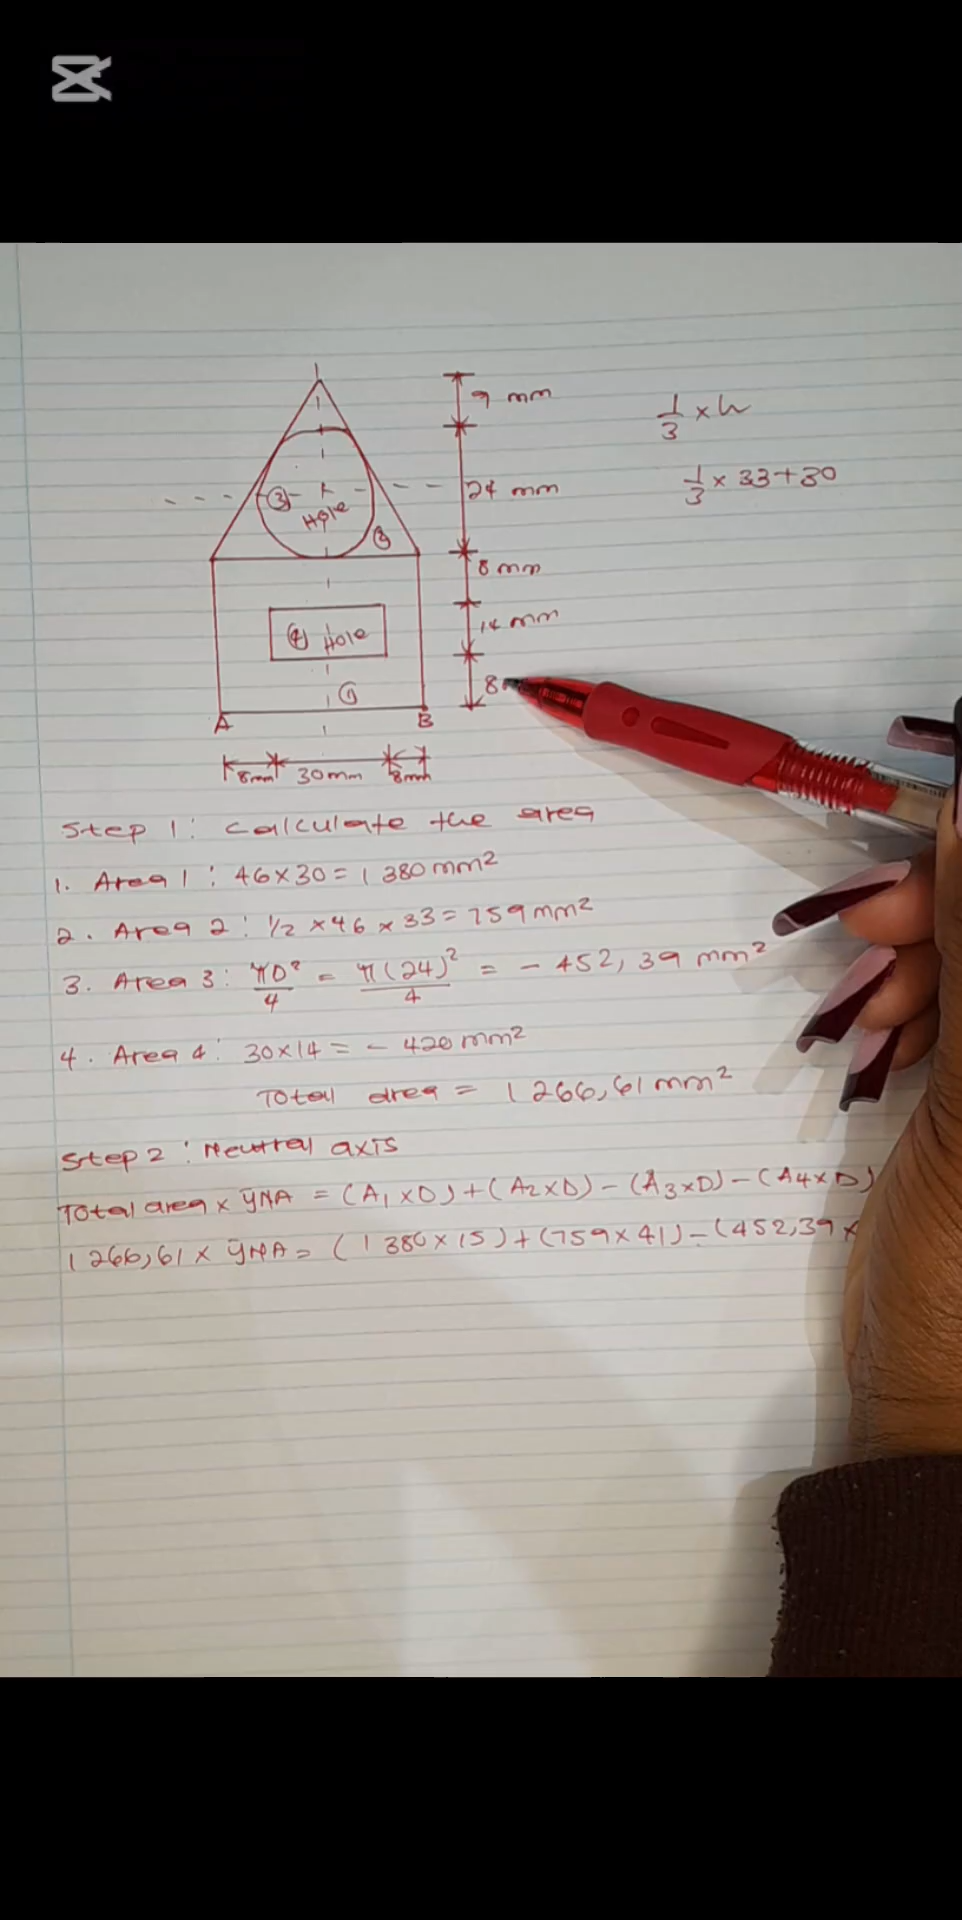 9 mm
1/3 × h
1/3 × 33+30
24 mm
3
Hole
8 mm
14 mm
4 Hole
1
8
A B
8mm 30mm 8mm
Step 1: Calculate the area
1. Area 1: 46×30 = 1 380 mm²
2. Area 2: 1/2 × 46 × 33 = 759 mm²
3. Area 3: πD²/4 = π(24)²/4 = - 452,39 mm²
4. Area 4: 30×14 = - 420 mm²
Total area = 1 266,61 mm²
Step 2: Neutral axis
Total area × ȳNA = (A1×D)+(A2×D)-(A3×D)-(A4×D)
1 266,61 × ȳNA = (1 380×15)+(759×41)-(452,39×